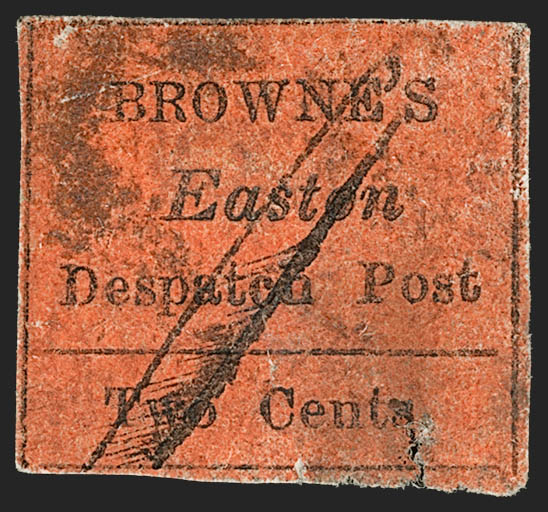 BROWNE'S
Easton
Despatch Post
Two Cents